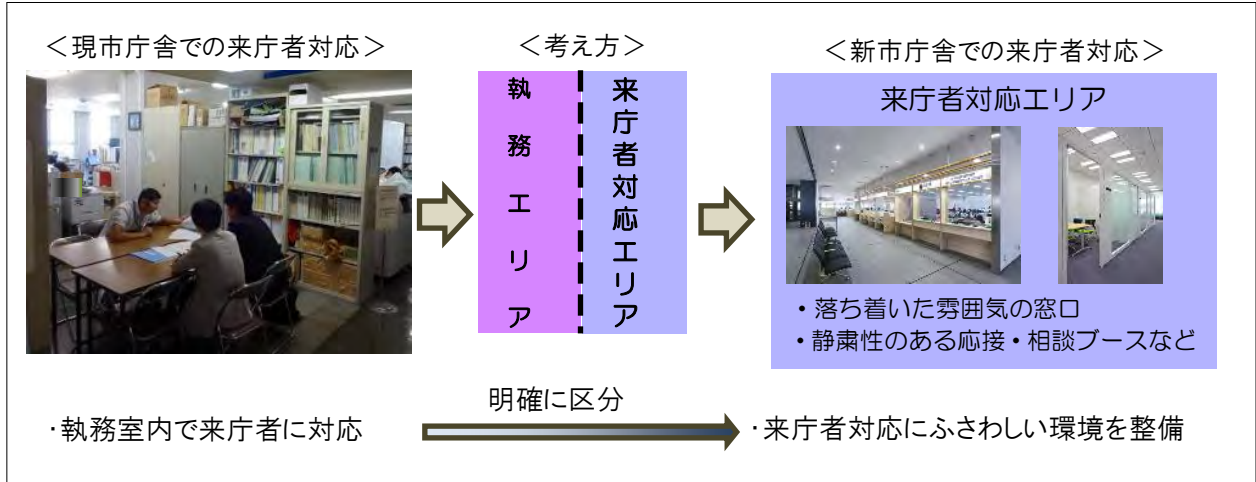 ＜現市庁舎での来庁者対応＞
＜考え方＞
執務エリア
来庁者対応エリア
＜新市庁舎での来庁者対応＞
来庁者対応エリア
・落ち着いた雰囲気の窓口
・静粛性のある応接・相談ブースなど
・執務室内で来庁者に対応
明確に区分
・来庁者対応にふさわしい環境を整備